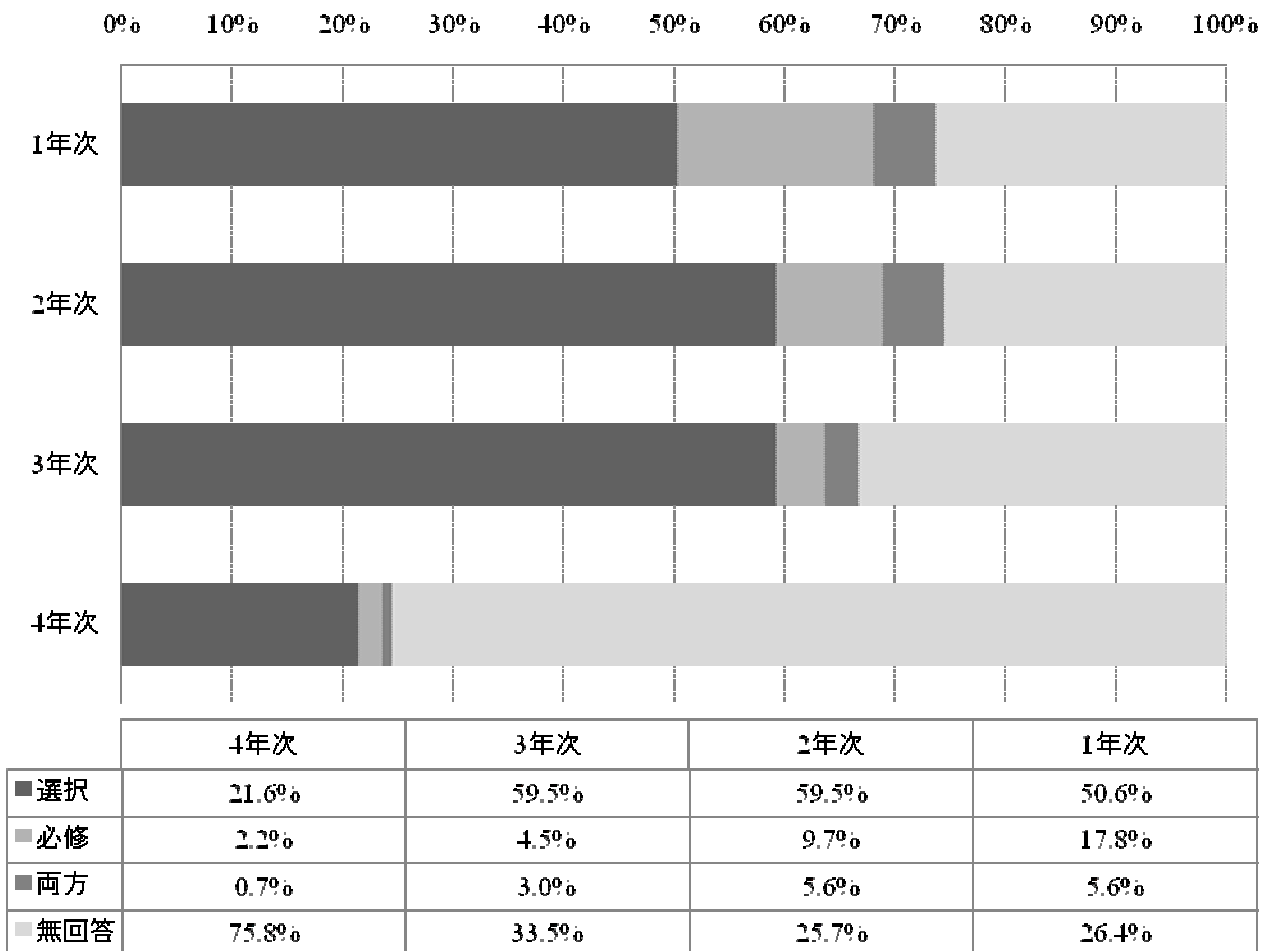 0% 10% 20% 30% 40% 50% 60% 70% 80% 90% 100%
1年次
2年次
3年次
4年次
4年次 3年次 2年次 1年次
選択 21.6% 59.5% 59.5% 50.6%
必修 2.2% 4.5% 9.7% 17.8%
両方 0.7% 3.0% 5.6% 5.6%
無回答 75.8% 33.5% 25.7% 26.4%